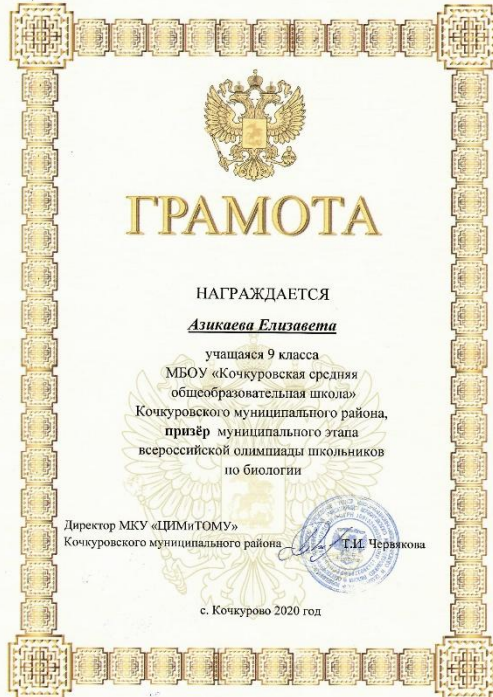 ГРАМОТА
НАГРАЖДАЕТСЯ
Азикаева Елизавета
учащаяся 9 класса
МБОУ «Кочкуровская средняя
общеобразовательная школа»
Кочкуровского муниципального района,
призёр муниципального этапа
всероссийской олимпиады школьников
по биологии
Директор МКУ «ЦИМиТОМУ»
Кочкуровского муниципального района Т.И. Червякова
с. Кочкурово 2020 год